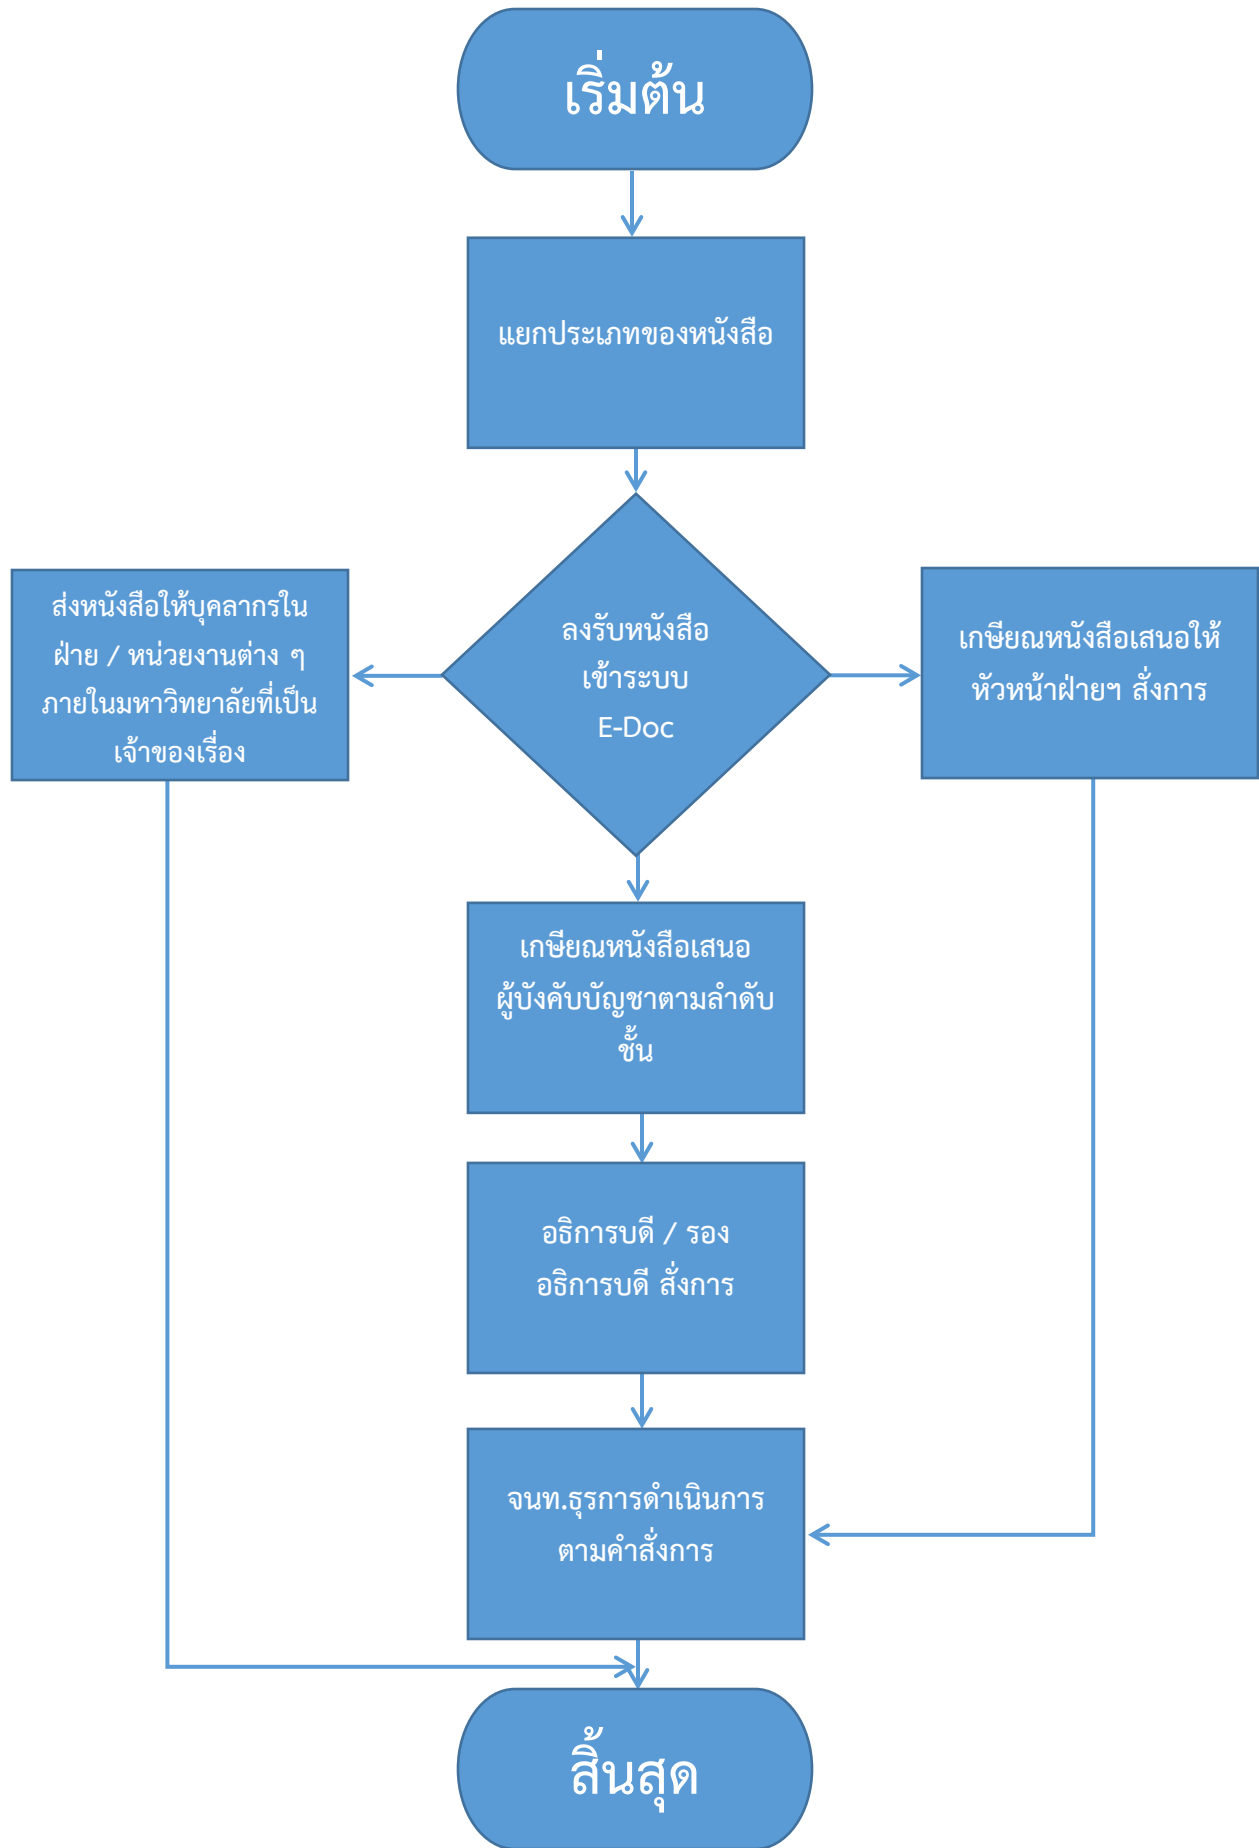 เริ่มต้น
แยกประเภทของหนังสือ
ส่งหนังสือให้บุคลากรใน
ฝ่าย / หน่วยงานต่าง ๆ
ภายในมหาวิทยาลัยที่เป็น
เจ้าของเรื่อง
ลงรับหนังสือ
เข้าระบบ
E-Doc
เกษียณหนังสือเสนอให้
หัวหน้าฝ่ายฯ สั่งการ
เกษียณหนังสือเสนอ
ผู้บังคับบัญชาตามลำดับ
ชั้น
อธิการบดี / รอง
อธิการบดี สั่งการ
จนท.ธุรการดำเนินการ
ตามคำสั่งการ
สิ้นสุด